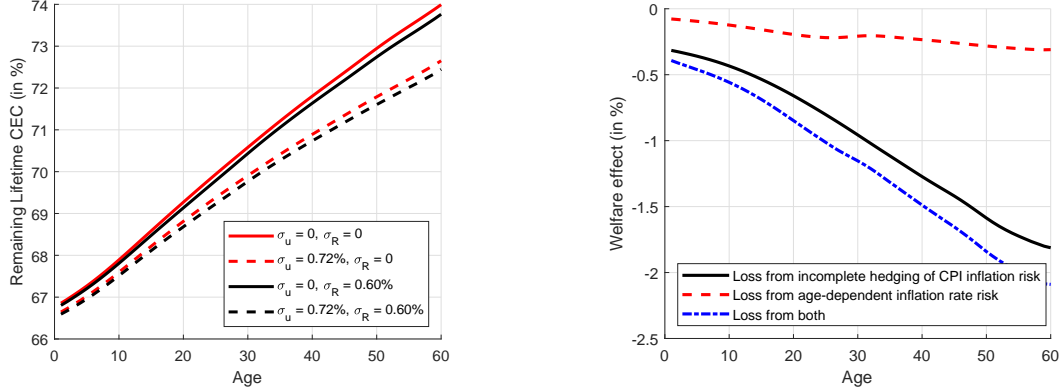 74
73
72
71
70
69
68
67
66
0
10
20
30
40
50
60
Age
Remaining Lifetime CEC (in %)
σu = 0, σR = 0
σu = 0.72%, σR = 0
σu = 0, σR = 0.60%
σu = 0.72%, σR = 0.60%
0
-0.5
-1
-1.5
-2
-2.5
0
10
20
30
40
50
60
Age
Welfare effect (in %)
Loss from incomplete hedging of CPI inflation risk
Loss from age-dependent inflation rate risk
Loss from both